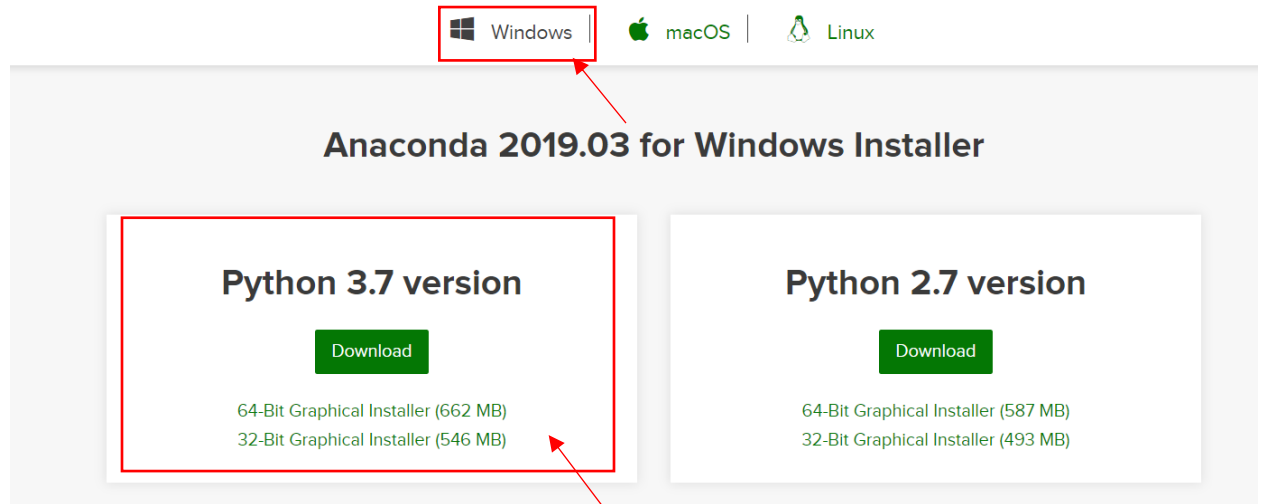 Windows
macOS
Linux
Anaconda 2019.03 for Windows Installer
Python 3.7 version
Download
64-Bit Graphical Installer (662 MB)
32-Bit Graphical Installer (546 MB)
Python 2.7 version
Download
64-Bit Graphical Installer (587 MB)
32-Bit Graphical Installer (493 MB)